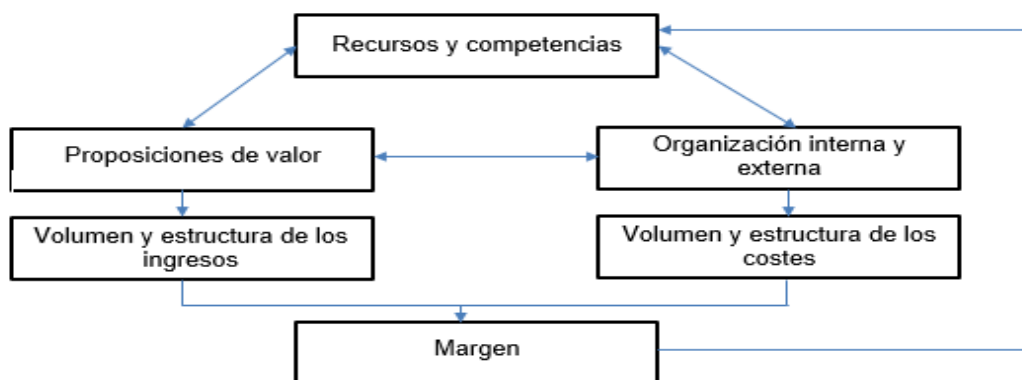 Recursos y competencias
Proposiciones de valor
Organización interna y
externa
Volumen y estructura de los
ingresos
Volumen y estructura de los
costes
Margen